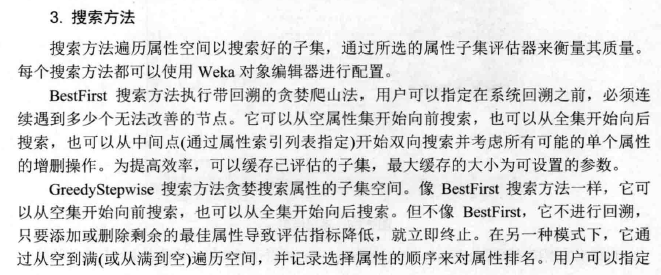 3. 搜索方法
搜索方法遍历属性空间以搜索好的子集，通过所选的属性子集评估器来衡量其质量。
每个搜索方法都可以使用 Weka 对象编辑器进行配置。
BestFirst 搜索方法执行带回溯的贪婪爬山法，用户可以指定在系统回溯之前，必须连
续遇到多少个无法改善的节点。它可以从空属性集开始向前搜索，也可以从全集开始向后
搜索，也可以从中间点(通过属性索引列表指定)开始双向搜索并考虑所有可能的单个属性
的增删操作。为提高效率，可以缓存已评估的子集，最大缓存的大小为可设置的参数。
GreedyStepwise 搜索方法贪婪搜索属性的子集空间。像 BestFirst 搜索方法一样，它可
以从空集开始向前搜索，也可以从全集开始向后搜索。但不像 BestFirst，它不进行回溯，
只要添加或删除剩余的最佳属性导致评估指标降低，就立即终止。在另一种模式下，它通
过从空到满(或从满到空)遍历空间，并记录选择属性的顺序来对属性排名。用户可以指定